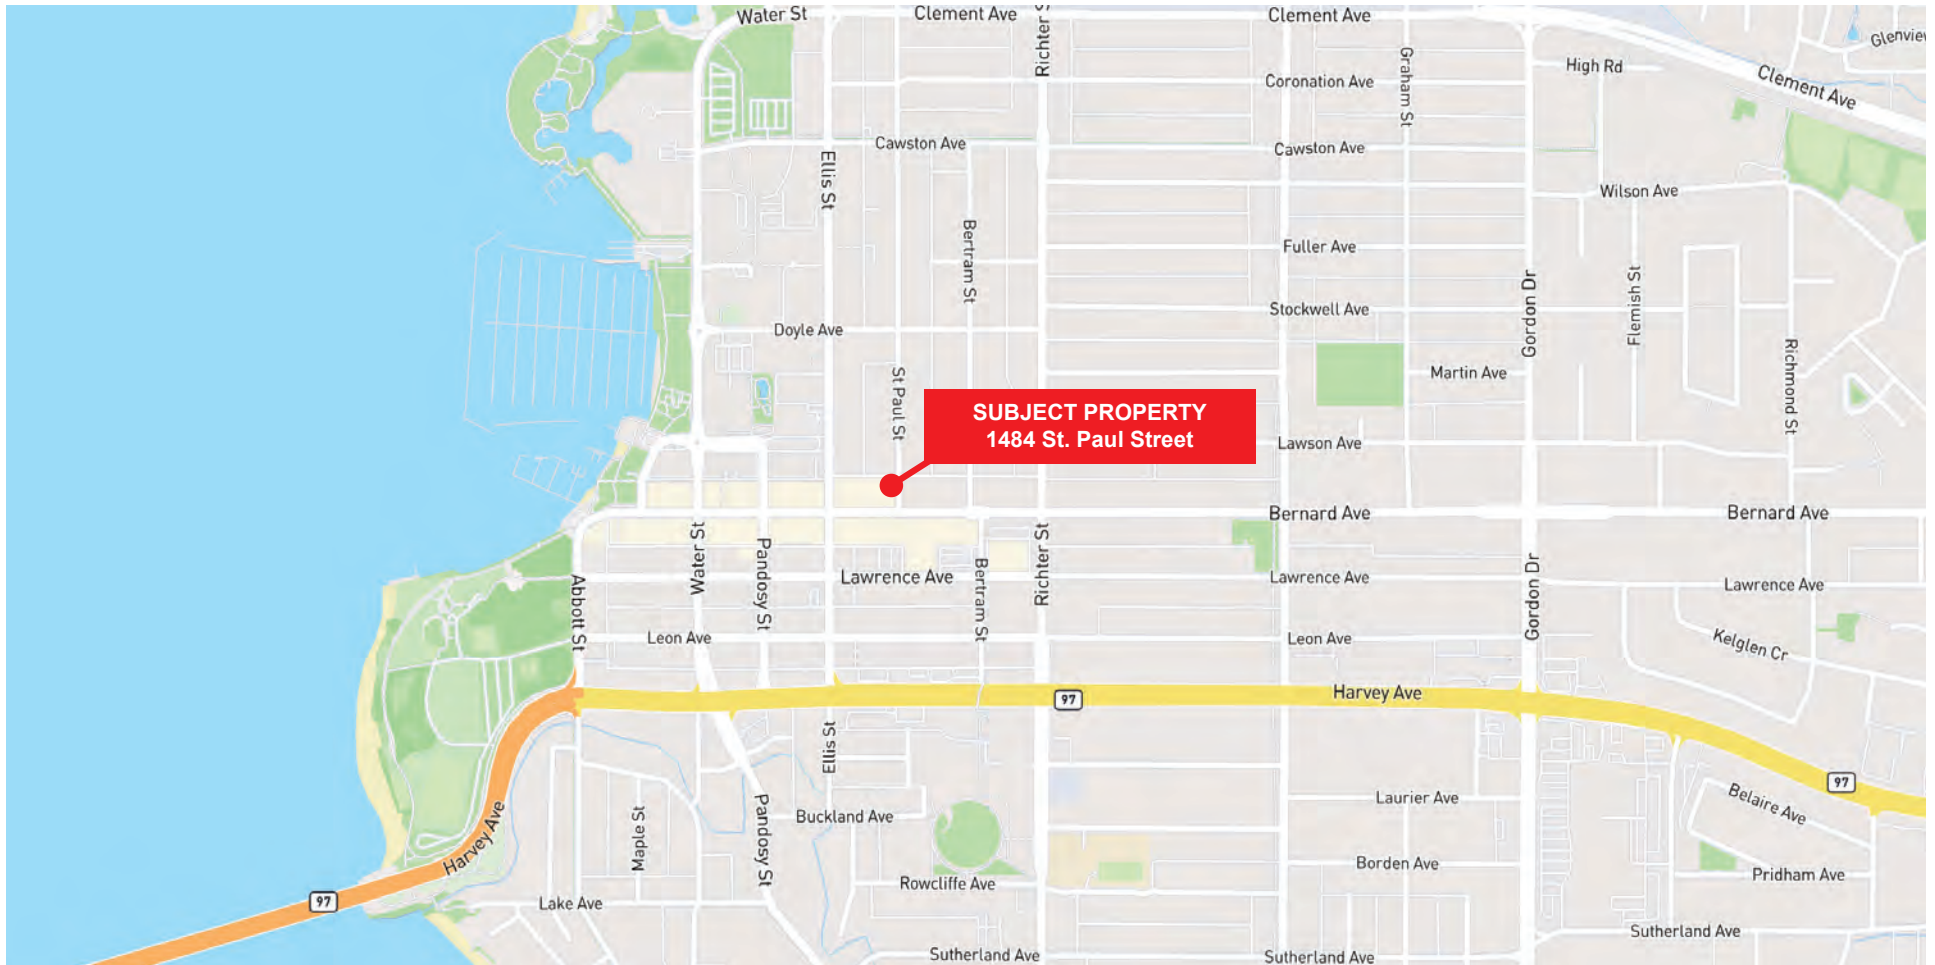 Water St
Clement Ave
Richter S
Clement Ave
Glenview
High Rd
Graham St
Coronation Ave
Clement Ave
Cawston Ave
Cawston Ave
Ellis St
Wilson Ave
Bertram St
Fuller Ave
Gordon Dr
Flemish St
Stockwell Ave
Doyle Ave
Richmond St
St Paul St
Martin Ave
SUBJECT PROPERTY
1484 St. Paul Street
Lawson Ave
Bernard Ave
Bernard Ave
Water St
Pandosy St
Richter St
Abbott St
Lawrence Ave
Bertram St
Lawrence Ave
Gordon Dr
Lawrence Ave
Leon Ave
Leon Ave
Kelglen Cr
Harvey Ave
97
Ellis St
97
Harvey Ave
Maple St
Pandosy St
Buckland Ave
Laurier Ave
Belaire Ave
Borden Ave
Rowcliffe Ave
Pridham Ave
97
Lake Ave
Sutherland Ave
Sutherland Ave
Sutherland Ave